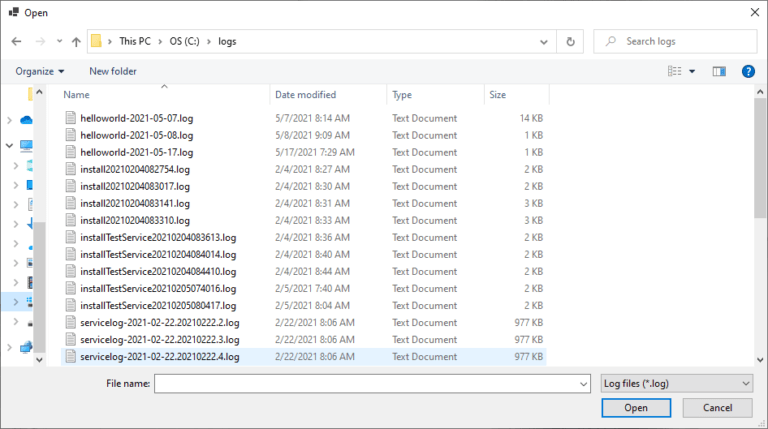 Open
This PC > OS (C:) > logs
Search logs
Organize New folder
?
Name Date modified Type Size
helloworld-2021-05-07.log 5/7/2021 8:14 AM Text Document 14 KB
helloworld-2021-05-08.log 5/8/2021 9:09 AM Text Document 1 KB
helloworld-2021-05-17.log 5/17/2021 7:29 AM Text Document 1 KB
install20210204082754.log 2/4/2021 8:27 AM Text Document 2 KB
install20210204083017.log 2/4/2021 8:30 AM Text Document 2 KB
install20210204083141.log 2/4/2021 8:31 AM Text Document 3 KB
install20210204083310.log 2/4/2021 8:33 AM Text Document 3 KB
installTestService20210204083613.log 2/4/2021 8:36 AM Text Document 2 KB
installTestService20210204084014.log 2/4/2021 8:40 AM Text Document 2 KB
installTestService20210204084410.log 2/4/2021 8:44 AM Text Document 2 KB
installTestService20210205074016.log 2/5/2021 7:40 AM Text Document 2 KB
installTestService20210205080417.log 2/5/2021 8:04 AM Text Document 2 KB
servicelog-2021-02-22.20210222.2.log 2/22/2021 8:06 AM Text Document 977 KB
servicelog-2021-02-22.20210222.3.log 2/22/2021 8:06 AM Text Document 977 KB
servicelog-2021-02-22.20210222.4.log 2/22/2021 8:06 AM Text Document 977 KB
File name: Log files (*.log)
Open Cancel